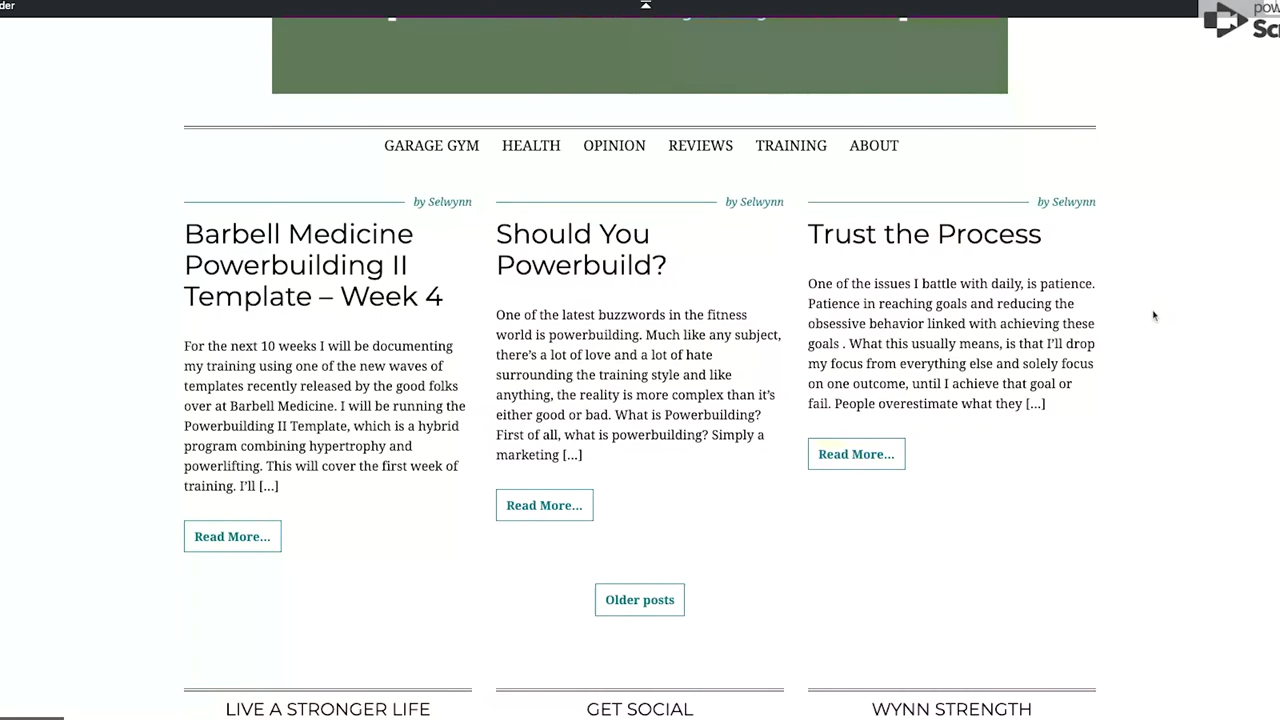 der
GARAGE GYM HEALTH OPINION REVIEWS TRAINING ABOUT
by Selwynn
Barbell Medicine
Powerbuilding II
Template – Week 4
For the next 10 weeks I will be documenting
my training using one of the new waves of
templates recently released by the good folks
over at Barbell Medicine. I will be running the
Powerbuilding II Template, which is a hybrid
program combining hypertrophy and
powerlifting. This will cover the first week of
training. I’ll [...]
Read More...
by Selwynn
Should You
Powerbuild?
One of the latest buzzwords in the fitness
world is powerbuilding. Much like any subject,
there’s a lot of love and a lot of hate
surrounding the training style and like
anything, the reality is more complex than it’s
either good or bad. What is Powerbuilding?
First of all, what is powerbuilding? Simply a
marketing [...]
Read More...
by Selwynn
Trust the Process
One of the issues I battle with daily, is patience.
Patience in reaching goals and reducing the
obsessive behavior linked with achieving these
goals . What this usually means, is that I’ll drop
my focus from everything else and solely focus
on one outcome, until I achieve that goal or
fail. People overestimate what they [...]
Read More...
Older posts
LIVE A STRONGER LIFE
GET SOCIAL
WYNN STRENGTH